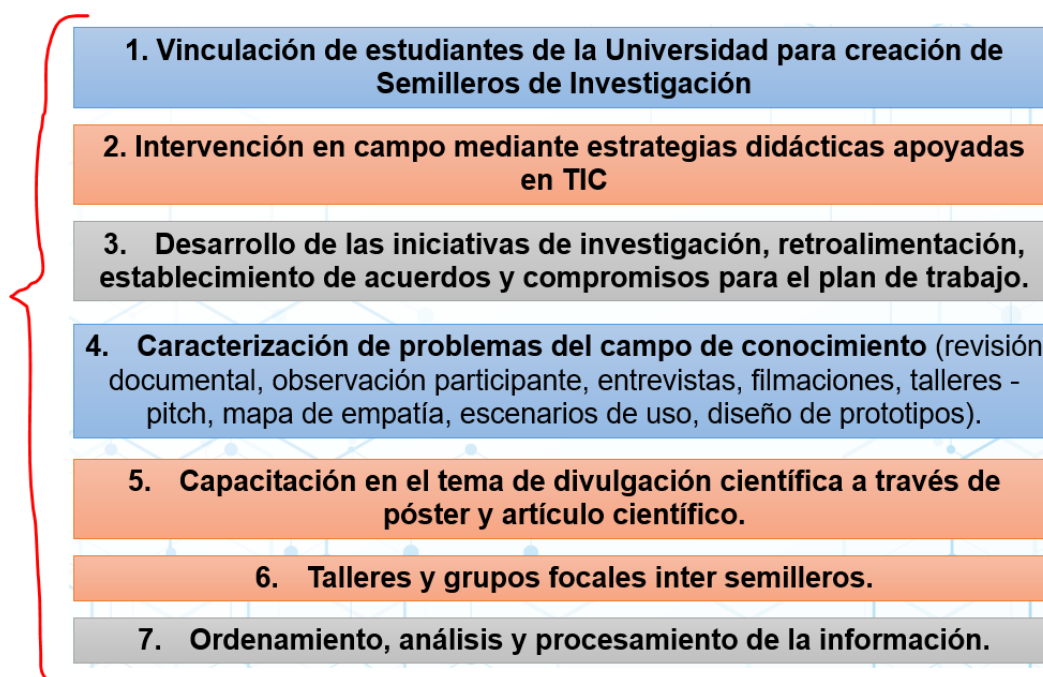 1. Vinculación de estudiantes de la Universidad para creación de
Semilleros de Investigación
2. Intervención en campo mediante estrategias didácticas apoyadas
en TIC
3. Desarrollo de las iniciativas de investigación, retroalimentación,
establecimiento de acuerdos y compromisos para el plan de trabajo.
4. Caracterización de problemas del campo de conocimiento (revisión
documental, observación participante, entrevistas, filmaciones, talleres -
pitch, mapa de empatía, escenarios de uso, diseño de prototipos).
5. Capacitación en el tema de divulgación científica a través de
póster y artículo científico.
6. Talleres y grupos focales inter semilleros.
7. Ordenamiento, análisis y procesamiento de la información.